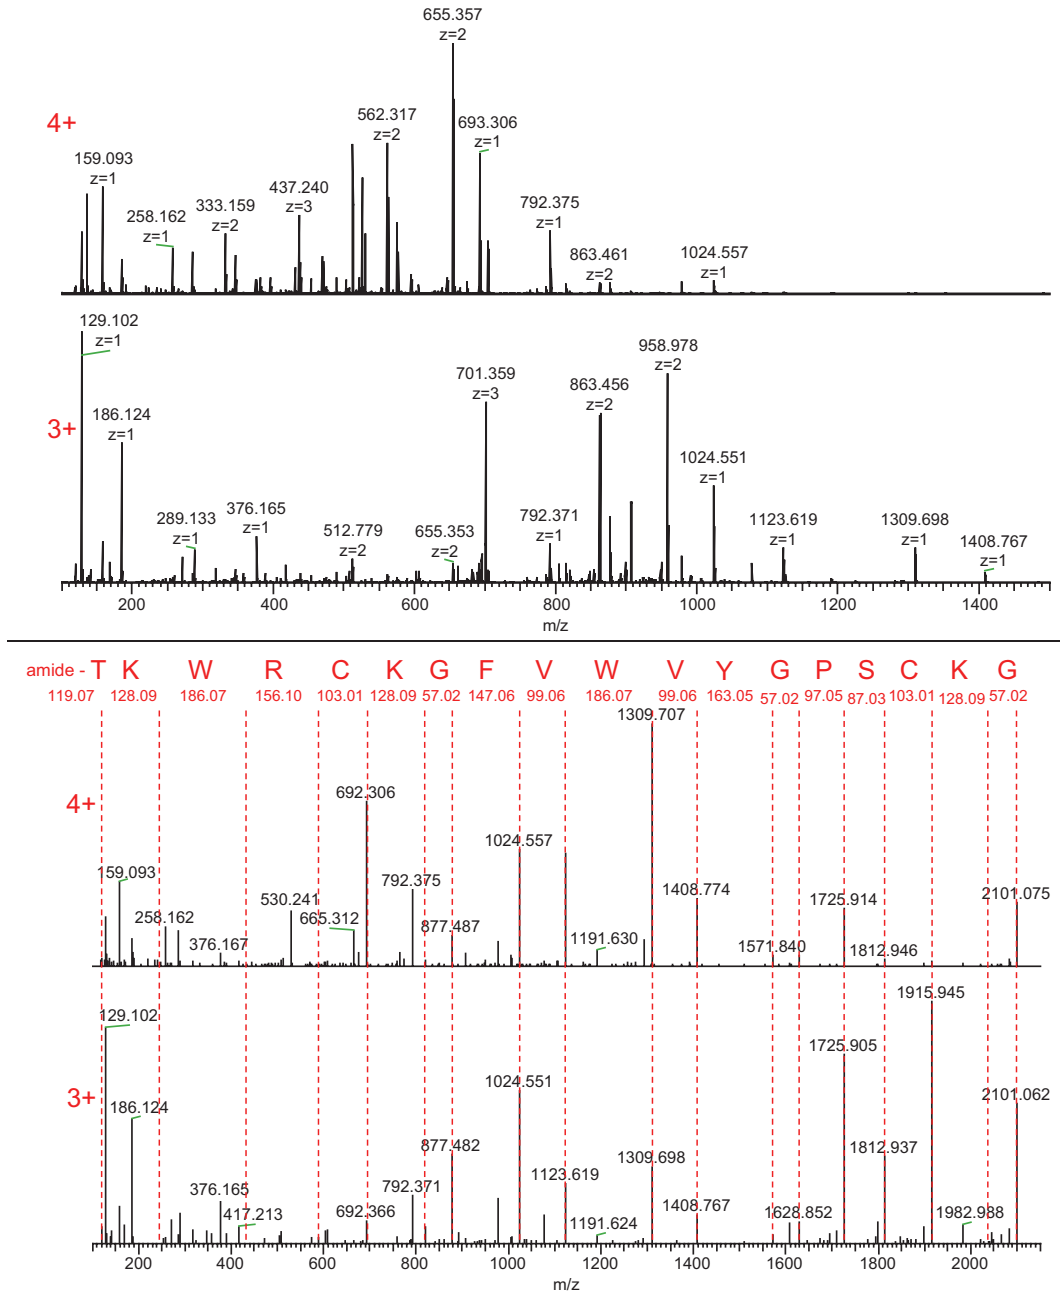 655.357
z=2
4+
562.317
z=2
693.306
z=1
159.093
z=1
437.240
z=3
333.159
z=2
258.162
z=1
792.375
z=1
863.461
z=2
1024.557
z=1
129.102
z=1
3+
186.124
z=1
701.359
z=3
863.456
z=2
958.978
z=2
1024.551
z=1
289.133
z=1
376.165
z=1
512.779
z=2
655.353
z=2
792.371
z=1
1123.619
z=1
1309.698
z=1
1408.767
z=1
200 400 600 800 1000 1200 1400
m/z
amide - T K W R C K G F V W V Y G P S C K G
119.07 128.09 186.07 156.10 103.01 128.09 57.02 147.06 99.06 186.07 99.06 163.05 57.02 97.05 87.03 103.01 128.09 57.02
1309.707
4+
692.306
1024.557
159.093
792.375
1408.774
1725.914
2101.075
258.162
530.241
665.312
877.487
376.167
1191.630
1571.840
1812.946
1915.945
129.102
1725.905
3+
1024.551
2101.062
186.124
877.482
1309.698
1812.937
376.165
792.371
1123.619
417.213
692.366
1191.624
1408.767
1628.852
1982.988
200 400 600 800 1000 1200 1400 1600 1800 2000
m/z